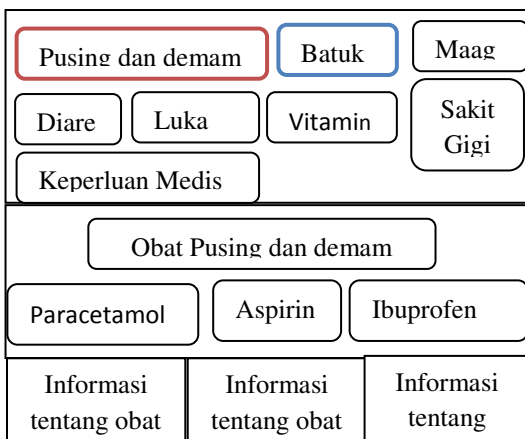 Pusing dan demam
Batuk
Maag
Diare
Luka
Vitamin
Sakit
Gigi
Keperluan Medis
Obat Pusing dan demam
Paracetamol
Aspirin
Ibuprofen
Informasi
tentang obat
Informasi
tentang obat
Informasi
tentang